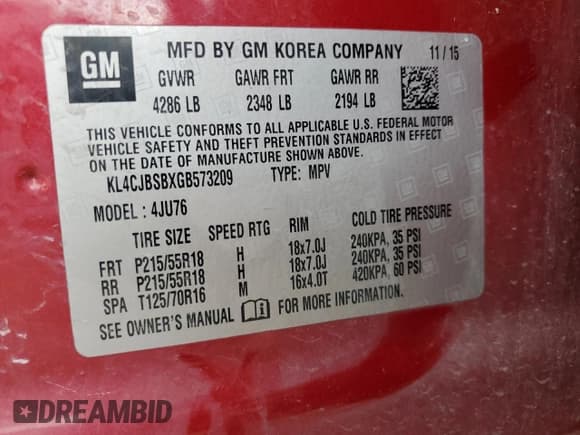 GM
MFD BY GM KOREA COMPANY 11/15
GVWR GAWR FRT GAWR RR
4286 LB 2348 LB 2194 LB
THIS VEHICLE CONFORMS TO ALL APPLICABLE U.S. FEDERAL MOTOR
VEHICLE SAFETY AND THEFT PREVENTION STANDARDS IN EFFECT
ON THE DATE OF MANUFACTURE SHOWN ABOVE.
KL4CJBSBXGB573209 TYPE: MPV
MODEL: 4JU76
TIRE SIZE SPEED RTG RIM COLD TIRE PRESSURE
FRT P215/55R18 H 18x7.0J 240KPA, 35 PSI
RR P215/55R18 H 18x7.0J 240KPA, 35 PSI
SPA T125/70R16 M 16x4.0T 420KPA, 60 PSI
SEE OWNER'S MANUAL FOR MORE INFORMATION.
DREAMBID